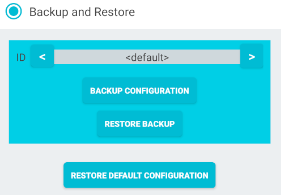 Backup and Restore
ID < <default> >
BACKUP CONFIGURATION
RESTORE BACKUP
RESTORE DEFAULT CONFIGURATION